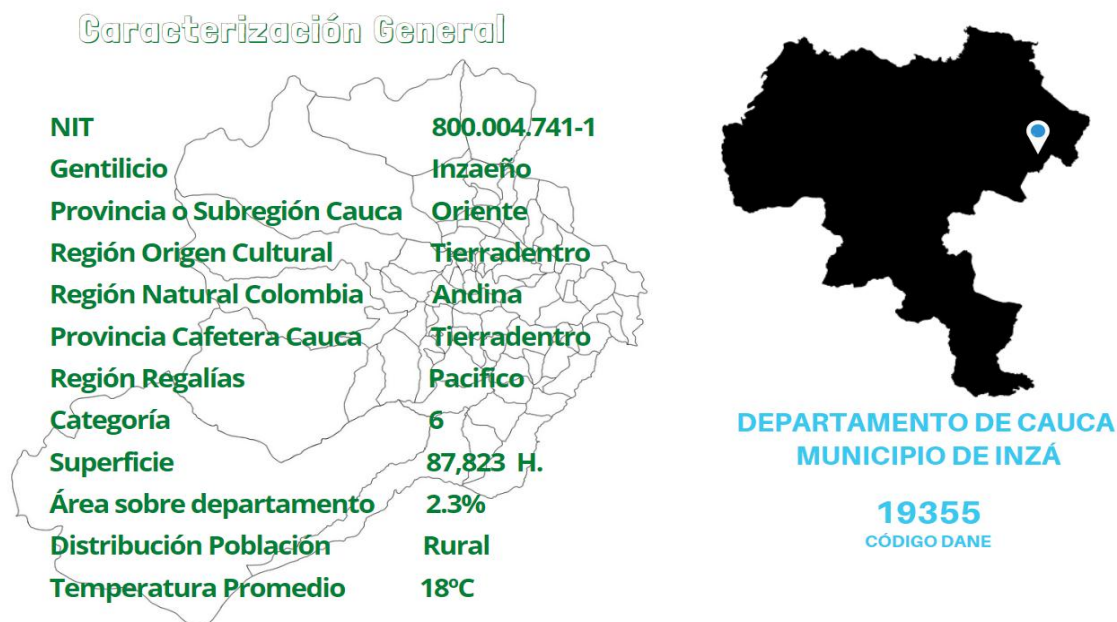 Caracterización General
NIT 800.004.741-1
Gentilicio Inzaeño
Provincia o Subregión Cauca Oriente
Región Origen Cultural Tierradentro
Región Natural Colombia Andina
Provincia Cafetera Cauca Tierradentro
Región Regalías Pacifico
Categoría 6
Superficie 87,823 H.
Área sobre departamento 2.3%
Distribución Población Rural
Temperatura Promedio 18ºC
DEPARTAMENTO DE CAUCA
MUNICIPIO DE INZÁ
19355
CÓDIGO DANE